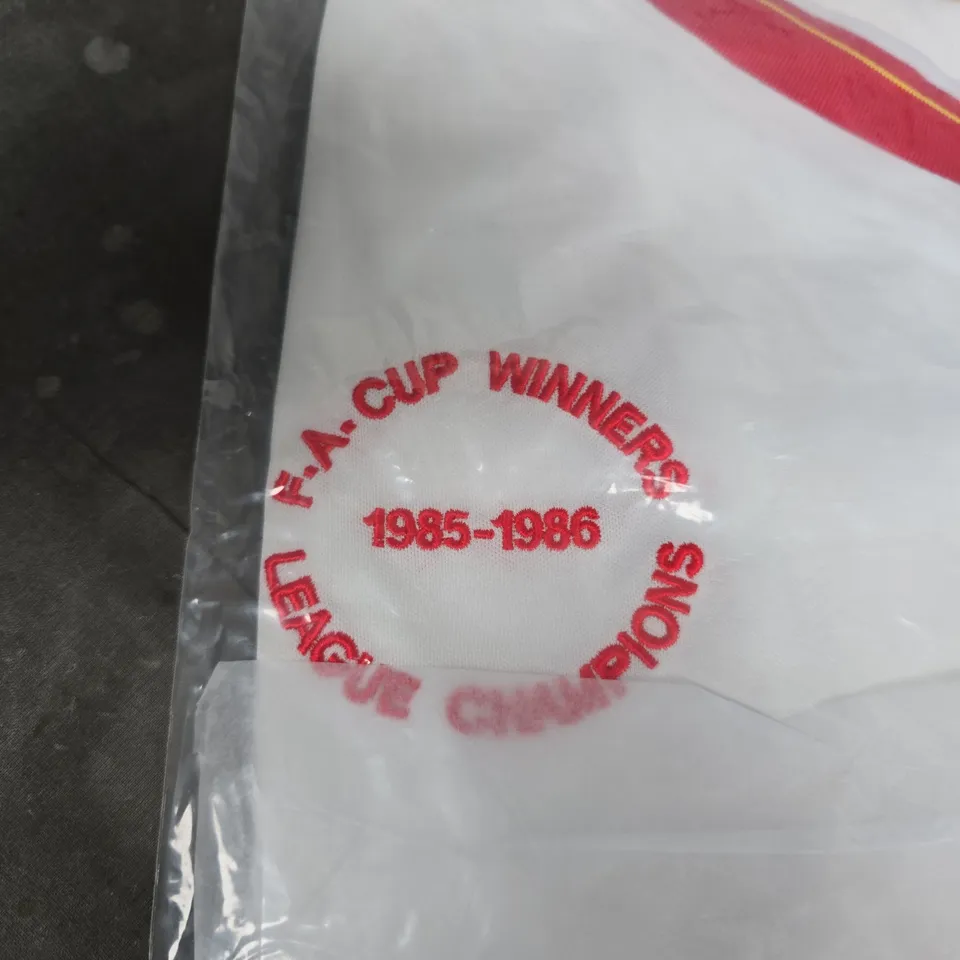 F.A. CUP WINNERS
1985-1986
LEAGUE CHAMPIONS